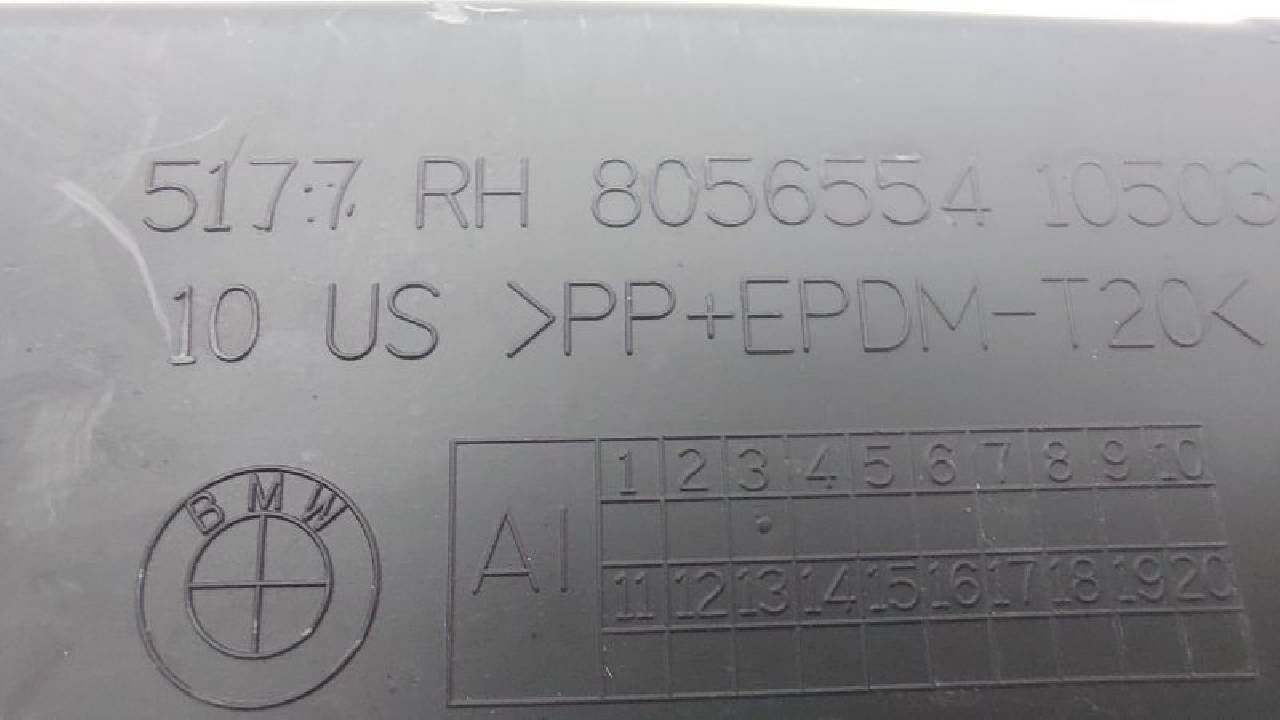 5177 RH 8056554 10503
10 US >PP+EPDM-T20<
BMW
AI
1 2 3 4 5 6 7 8 9 10
11 12 13 14 15 16 17 18 19 20